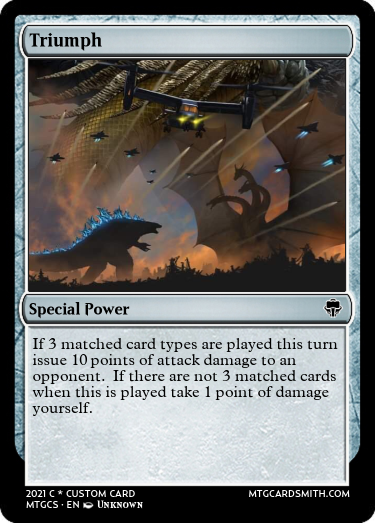 Triumph
Special Power
If 3 matched card types are played this turn
issue 10 points of attack damage to an
opponent. If there are not 3 matched cards
when this is played take 1 point of damage
yourself.
2021 C * CUSTOM CARD
MTGCARDSMITH.COM
MTGCS · EN Unknown